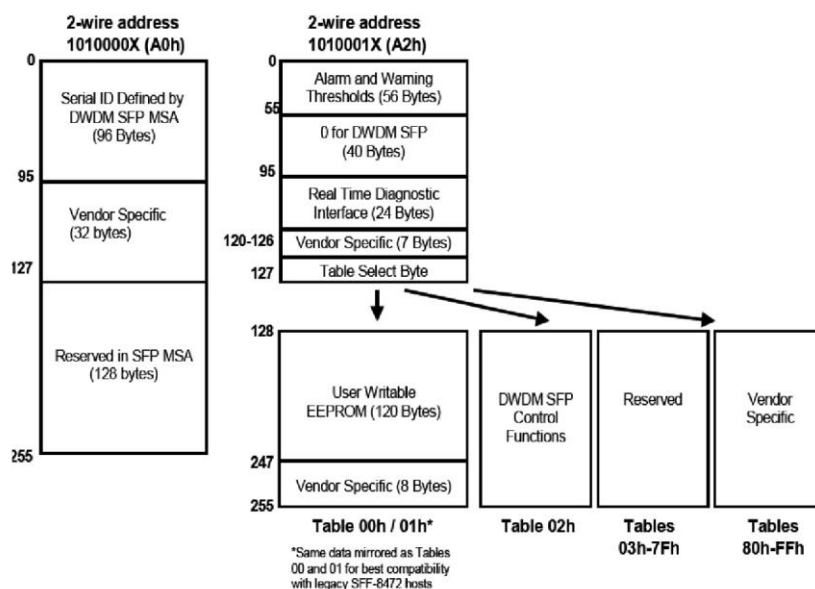 2-wire address
1010000X (A0h)
0
Serial ID Defined by
DWDM SFP MSA
(96 Bytes)
95
Vendor Specific
(32 bytes)
127
Reserved in SFP MSA
(128 bytes)
255
2-wire address
1010001X (A2h)
0
Alarm and Warning
Thresholds (56 Bytes)
55
0 for DWDM SFP
(40 Bytes)
95
Real Time Diagnostic
Interface (24 Bytes)
120-126
Vendor Specific (7 Bytes)
127
Table Select Byte
128
User Writable
EEPROM (120 Bytes)
247
Vendor Specific (8 Bytes)
255
Table 00h / 01h*
*Same data mirrored as Tables
00 and 01 for best compatibility
with legacy SFF-8472 hosts
DWDM SFP
Control
Functions
Table 02h
Reserved
Tables
03h-7Fh
Vendor
Specific
Tables
80h-FFh